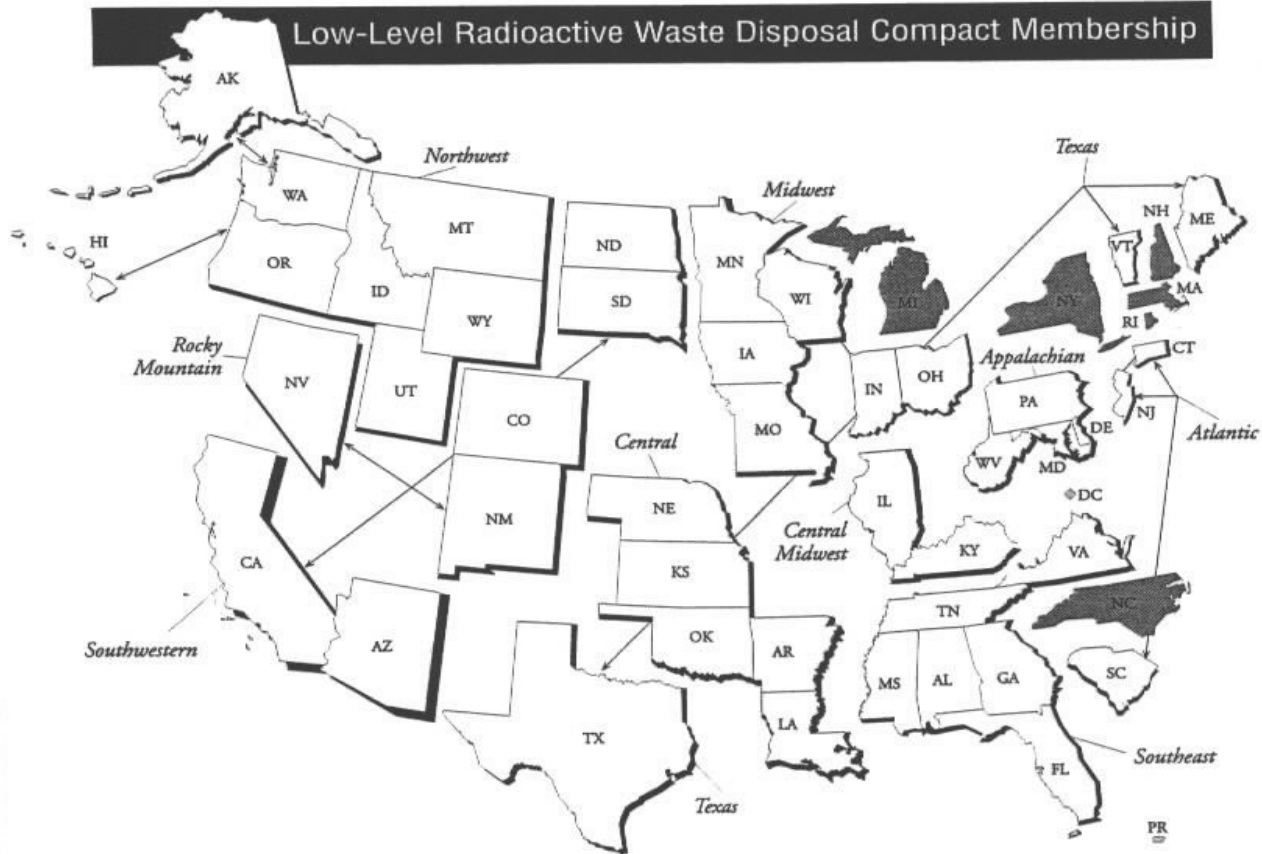 Low-Level Radioactive Waste Disposal Compact Membership
AK
Texas
Northwest
Midwest
WA
MT
ND
MN
NH
ME
VT
HI
OR
ID
SD
WI
MI
NY
MA
WY
RI
Rocky
Mountain
IA
Appalachian
CT
NV
UT
IN
OH
CO
PA
NJ
MO
DE
Atlantic
Central
WV
MD
NE
IL
DC
NM
Central
Midwest
KY
VA
CA
KS
TN
NC
Southwestern
AZ
OK
AR
MS
AL
GA
SC
LA
TX
Southeast
FL
Texas
PR